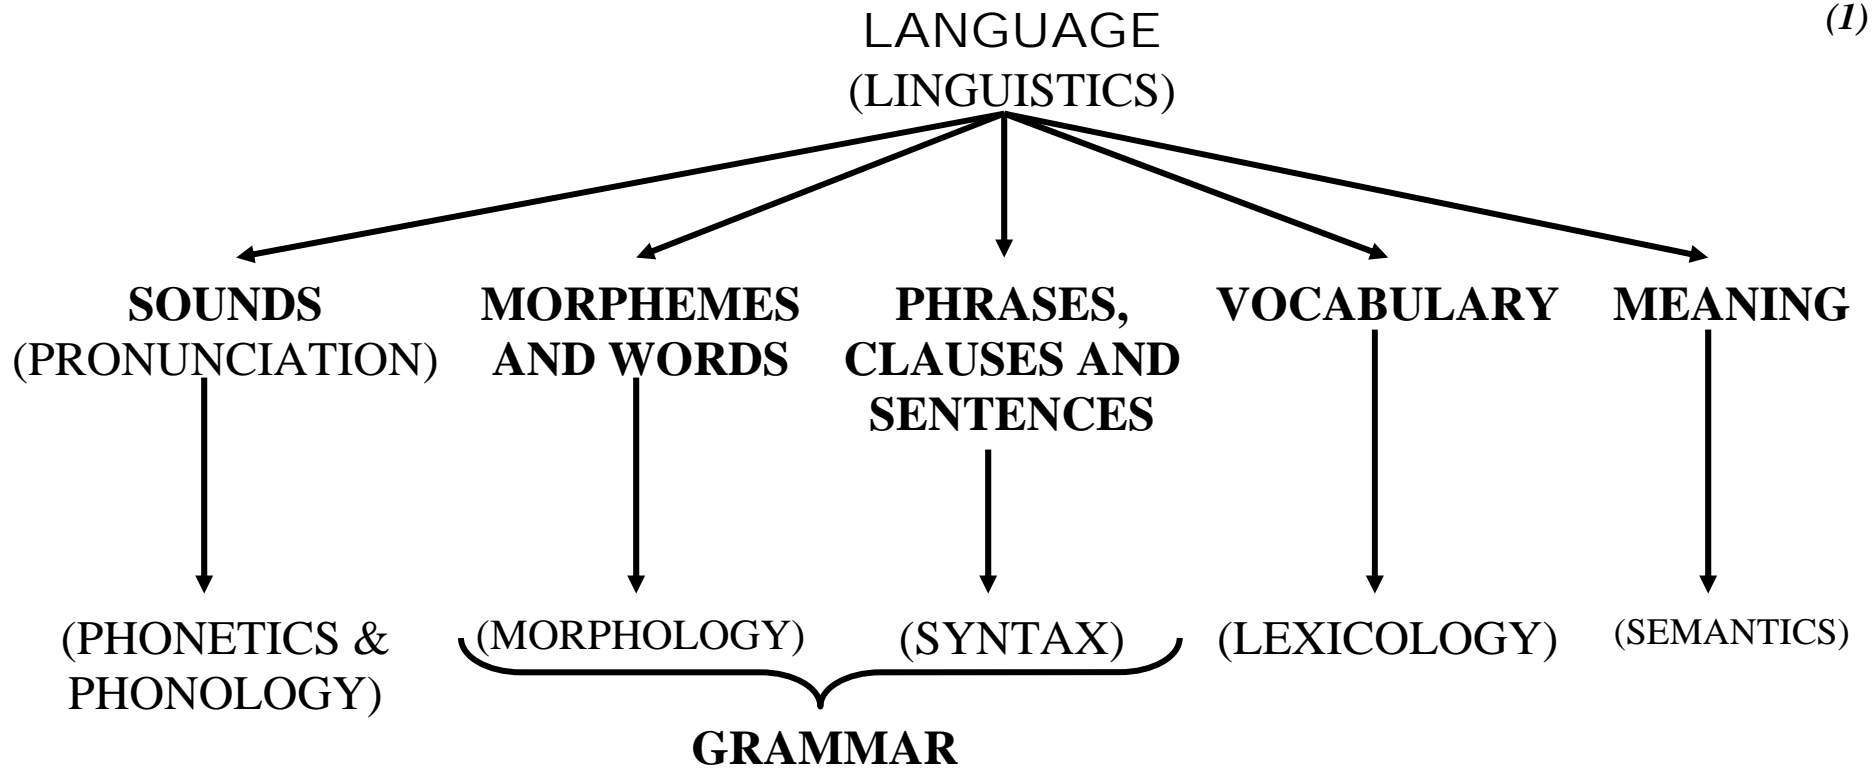 (1)
LANGUAGE
(LINGUISTICS)
SOUNDS
(PRONUNCIATION)
MORPHEMES
AND WORDS
PHRASES,
CLAUSES AND
SENTENCES
VOCABULARY
MEANING
(PHONETICS &
PHONOLOGY)
(MORPHOLOGY)
(SYNTAX)
(LEXICOLOGY)
(SEMANTICS)
GRAMMAR